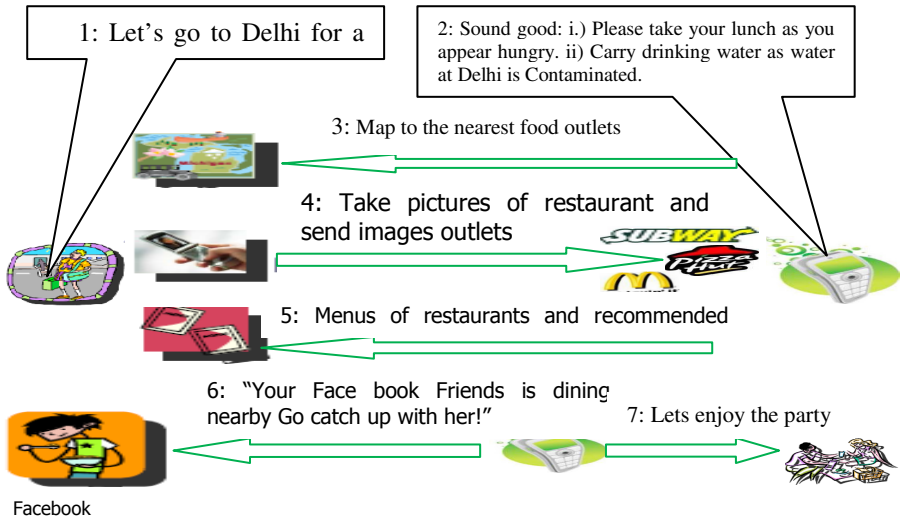 1: Let's go to Delhi for a
2: Sound good: i.) Please take your lunch as you
appear hungry. ii) Carry drinking water as water
at Delhi is Contaminated.
3: Map to the nearest food outlets
4: Take pictures of restaurant and
send images outlets
SUBWAY
Pizza
Hut
5: Menus of restaurants and recommended
6: “Your Face book Friends is dining
nearby Go catch up with her!”
7: Lets enjoy the party
Facebook